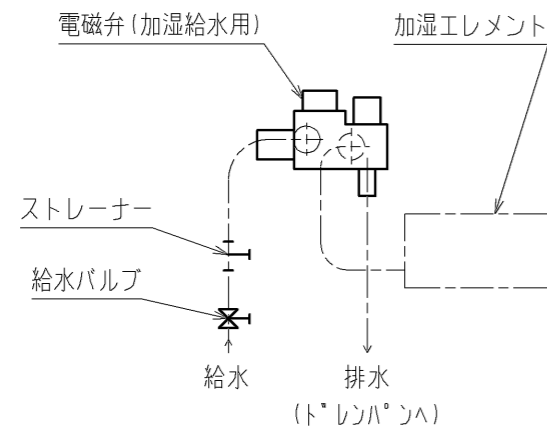 電磁弁(加湿給水用)
加湿エレメント
ストレーナー
給水バルブ
給水
排水
(ドレンパンへ)